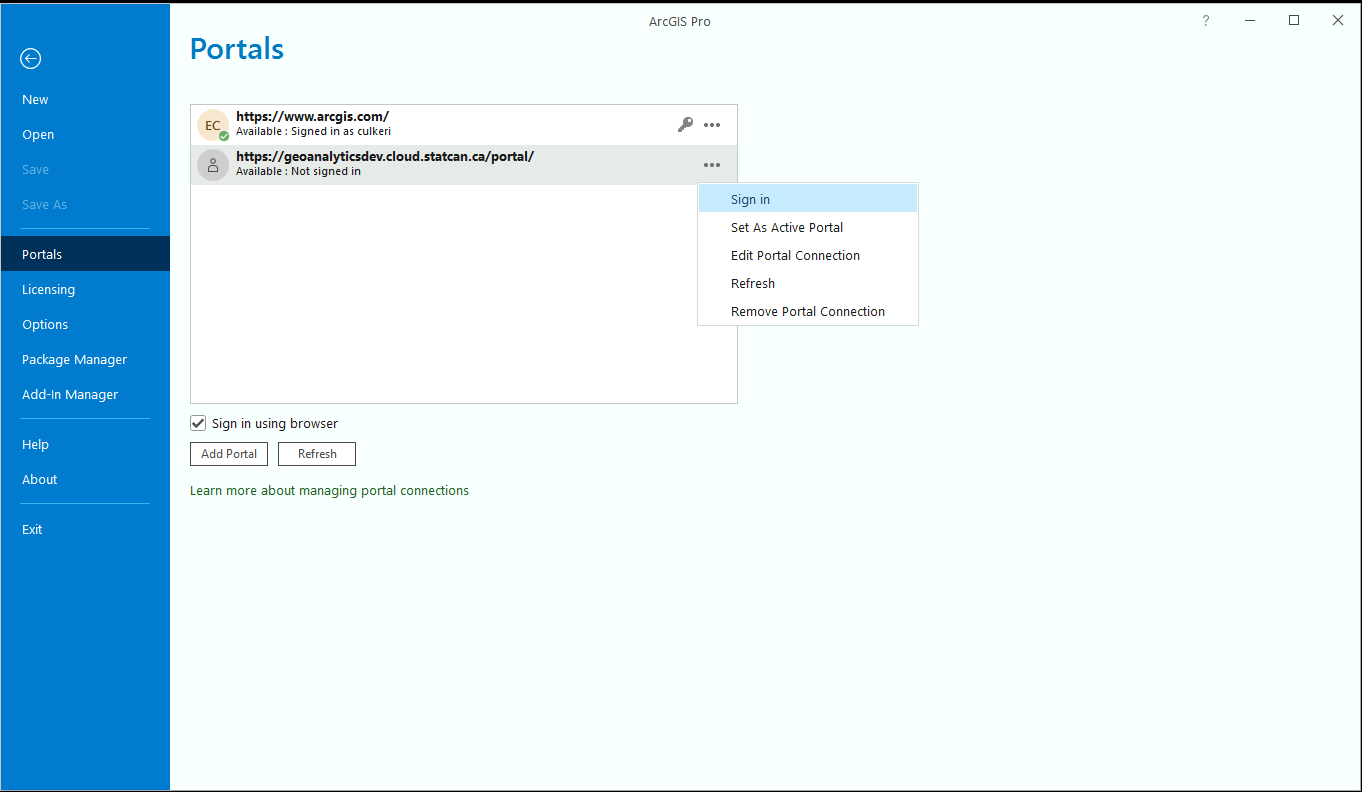 ArcGIS Pro
?
Portals
New
Open
Save
Save As
Portals
Licensing
Options
Package Manager
Add-In Manager
Help
About
Exit
EC
https://www.arcgis.com/
Available : Signed in as culkeri
https://geoanalyticsdev.cloud.statcan.ca/portal/
Available : Not signed in
Sign in
Set As Active Portal
Edit Portal Connection
Refresh
Remove Portal Connection
Sign in using browser
Add Portal
Refresh
Learn more about managing portal connections